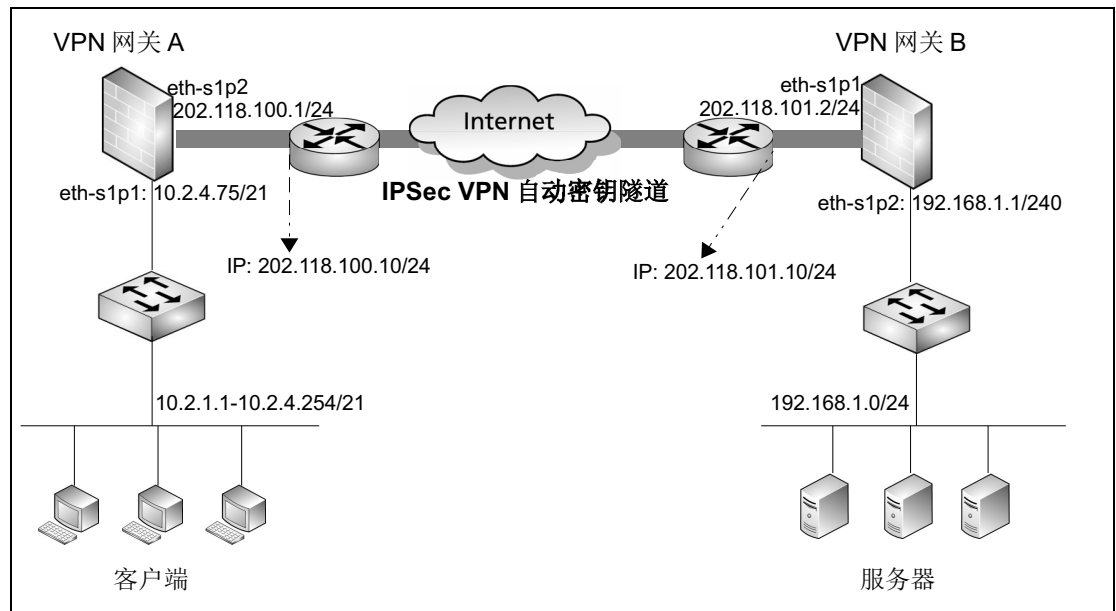 VPN 网关 A
VPN 网关 B
eth-s1p2
202.118.100.1/24
eth-s1p1
202.118.101.2/24
Internet
IPSec VPN 自动密钥隧道
eth-s1p1: 10.2.4.75/21
eth-s1p2: 192.168.1.1/240
IP: 202.118.100.10/24
IP: 202.118.101.10/24
10.2.1.1-10.2.4.254/21
192.168.1.0/24
客户端
服务器